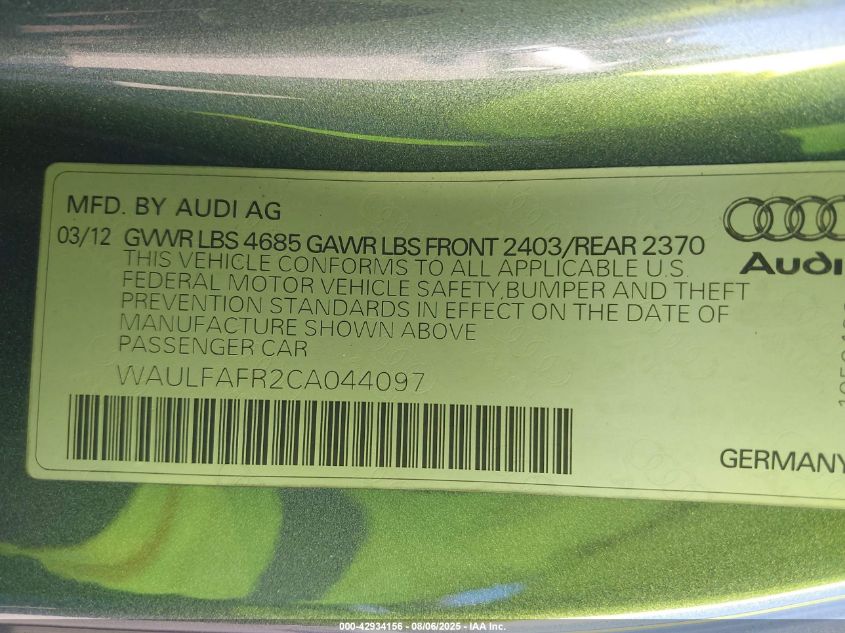 MFD. BY AUDI AG
03/12 GVWR LBS 4685 GAWR LBS FRONT 2403/REAR 2370
THIS VEHICLE CONFORMS TO ALL APPLICABLE U.S.
FEDERAL MOTOR VEHICLE SAFETY, BUMPER AND THEFT
PREVENTION STANDARDS IN EFFECT ON THE DATE OF
MANUFACTURE SHOWN ABOVE
PASSENGER CAR
WAULFAFR2CA044097
Audi
GERMANY
000-42934156 - 08/06/2025 - IAA Inc.